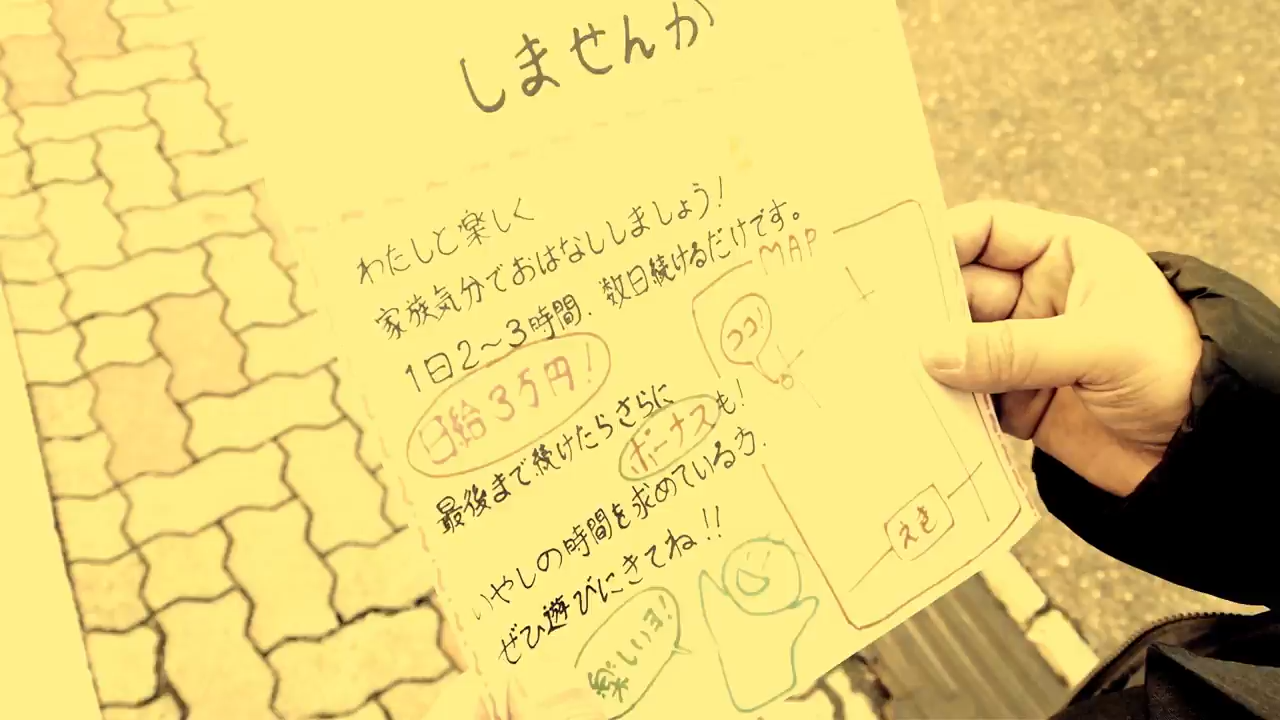 しませんか
わたしと楽しく
家族気分でおはなししましょう!
1日2〜3時間、数日続けるだけです。
日給3万円!
最後まで続けたらさらに
ボーナスも!
いやしの時間を求めている方、
ぜひ遊びにきてね!!
楽しいヨ!
MAP
ココ!
えき